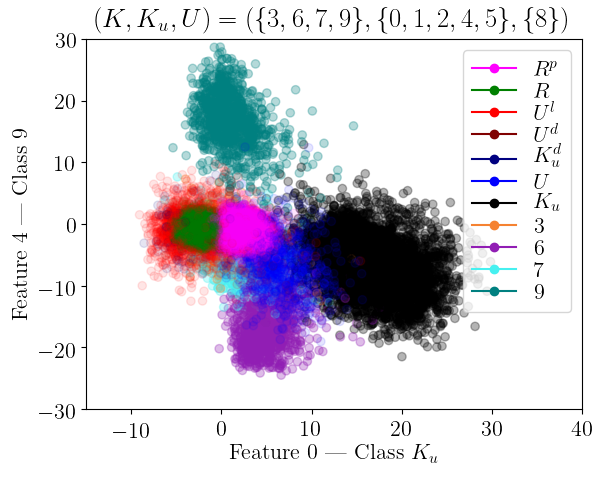 (K, K_u, U) = ({3, 6, 7, 9}, {0, 1, 2, 4, 5}, {8})
30
20
10
0
−10
−20
−30
Feature 4 — Class 9
R^p
R
U^l
U^d
K_u^d
U
K_u
3
6
7
9
−10
0
10
20
30
40
Feature 0 — Class K_u